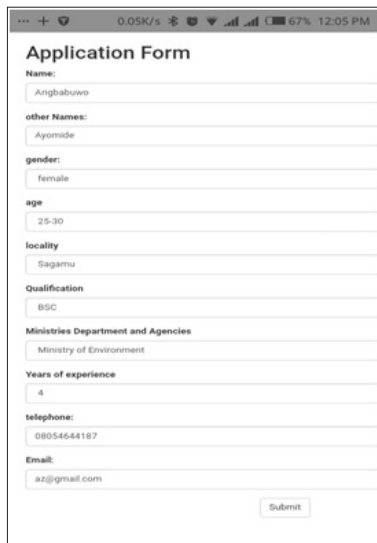 0.05K/s 67% 12:05 PM
Application Form
Name:
Arigbabuwo
other Names:
Ayomide
gender:
female
age
25-30
locality
Sagamu
Qualification
BSC
Ministries Department and Agencies
Ministry of Environment
Years of experience
4
telephone:
08054644187
Email:
az@gmail.com
Submit